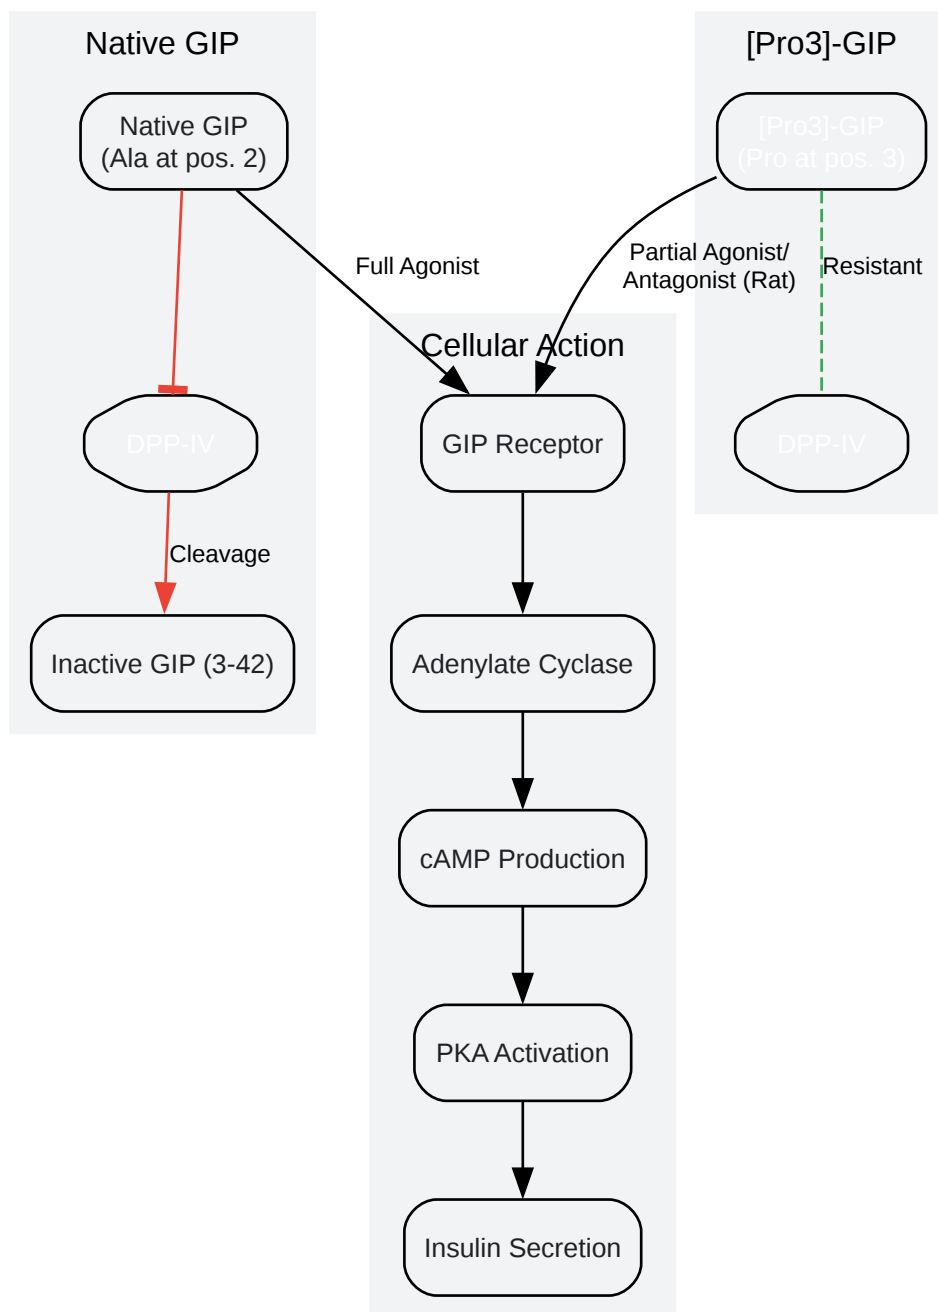 Native GIP
[Pro3]-GIP
Native GIP
(Ala at pos. 2)
[Pro3]-GIP
(Pro at pos. 3)
Full Agonist
Partial Agonist/
Antagonist (Rat)
Resistant
Cellular Action
DPP-IV
GIP Receptor
DPP-IV
Cleavage
Inactive GIP (3-42)
Adenylate Cyclase
cAMP Production
PKA Activation
Insulin Secretion